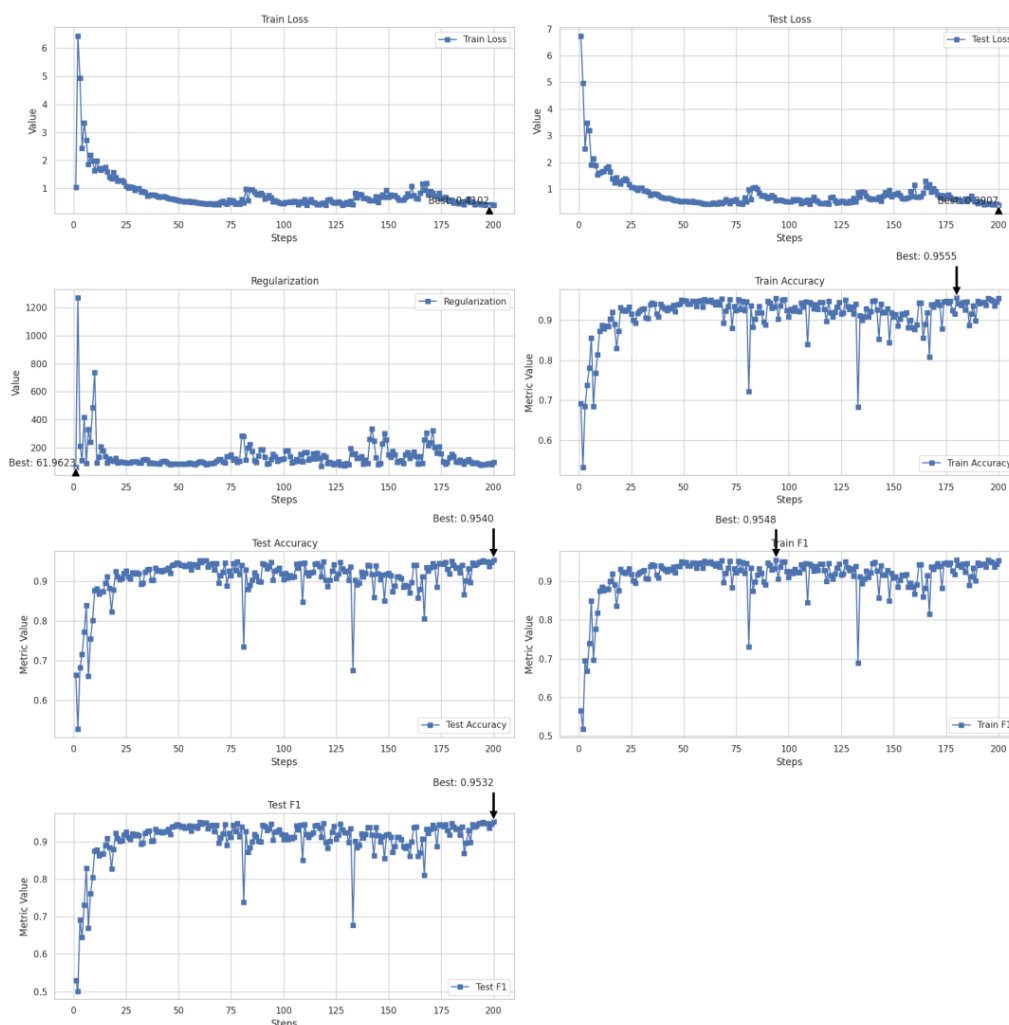 Train Loss
Train Loss
Value
6
5
4
3
2
1
Best: 0.4102
0 25 50 75 100 125 150 175 200
Steps
Test Loss
Test Loss
Value
7
6
5
4
3
2
1
Best: 0.3907
0 25 50 75 100 125 150 175 200
Steps
Regularization
Regularization
Value
1200
1000
800
600
400
200
Best: 61.9623
0 25 50 75 100 125 150 175 200
Steps
Best: 0.9555
Train Accuracy
Metric Value
0.9
0.8
0.7
0.6
Train Accuracy
0 25 50 75 100 125 150 175 200
Steps
Best: 0.9540
Test Accuracy
Metric Value
0.9
0.8
0.7
0.6
Test Accuracy
0 25 50 75 100 125 150 175 200
Steps
Best: 0.9548
Train F1
Metric Value
0.9
0.8
0.7
0.6
0.5
Train F1
0 25 50 75 100 125 150 175 200
Steps
Best: 0.9532
Test F1
Metric Value
0.9
0.8
0.7
0.6
0.5
Test F1
0 25 50 75 100 125 150 175 200
Steps